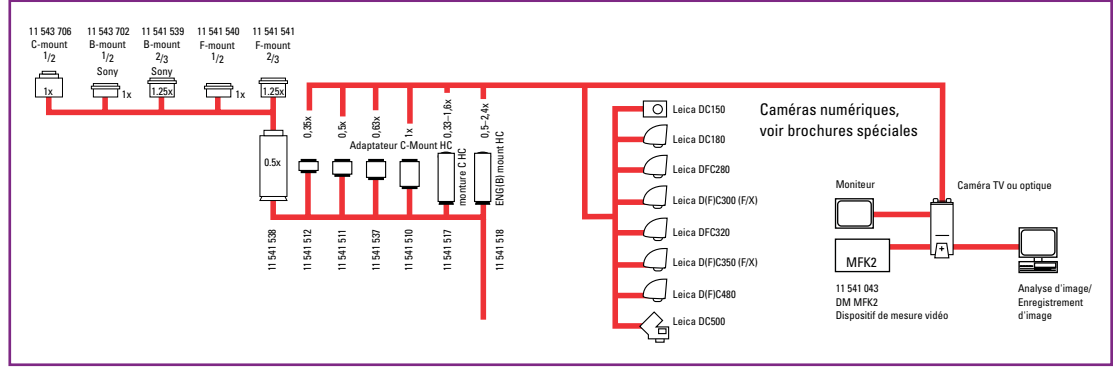 11 543 706
C-mount
1/2
11 543 702
B-mount
1/2
Sony
11 541 539
B-mount
2/3
Sony
11 541 540
F-mount
1/2
11 541 541
F-mount
2/3
1x
1x
1.25x
1x
1.25x
0.5x
0,35x
0,5x
0,63x
1x
0,33–1,6x
0,5–2,4x
Adaptateur C-Mount HC
monture C HC
ENG(B) mount HC
11 541 538
11 541 512
11 541 511
11 541 537
11 541 510
11 541 517
11 541 518
Leica DC150
Leica DC180
Leica DFC280
Leica D(F)C300 (F/X)
Leica DFC320
Leica D(F)C350 (F/X)
Leica D(F)C480
Leica DC500
Caméras numériques,
voir brochures spéciales
Moniteur
Caméra TV ou optique
MFK2
11 541 043
DM MFK2
Dispositif de mesure vidéo
Analyse d'image/
Enregistrement
d'image